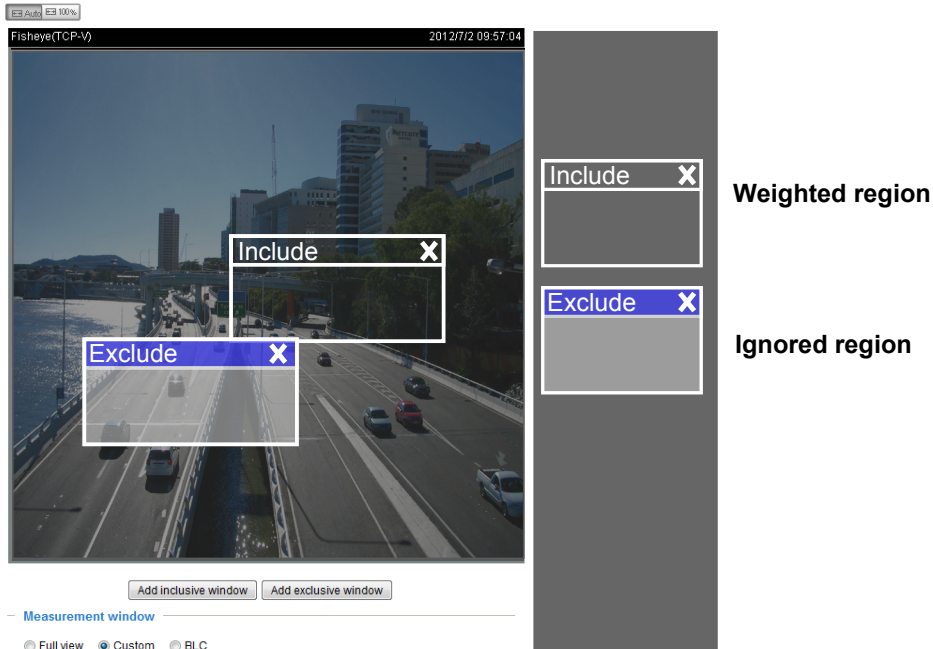 Auto 100%
Fisheye(TCP-V) 2012/7/2 09:57:04
Include
Exclude
Include
Weighted region
Exclude
Ignored region
Add inclusive window Add exclusive window
Measurement window
Full view Custom BLC